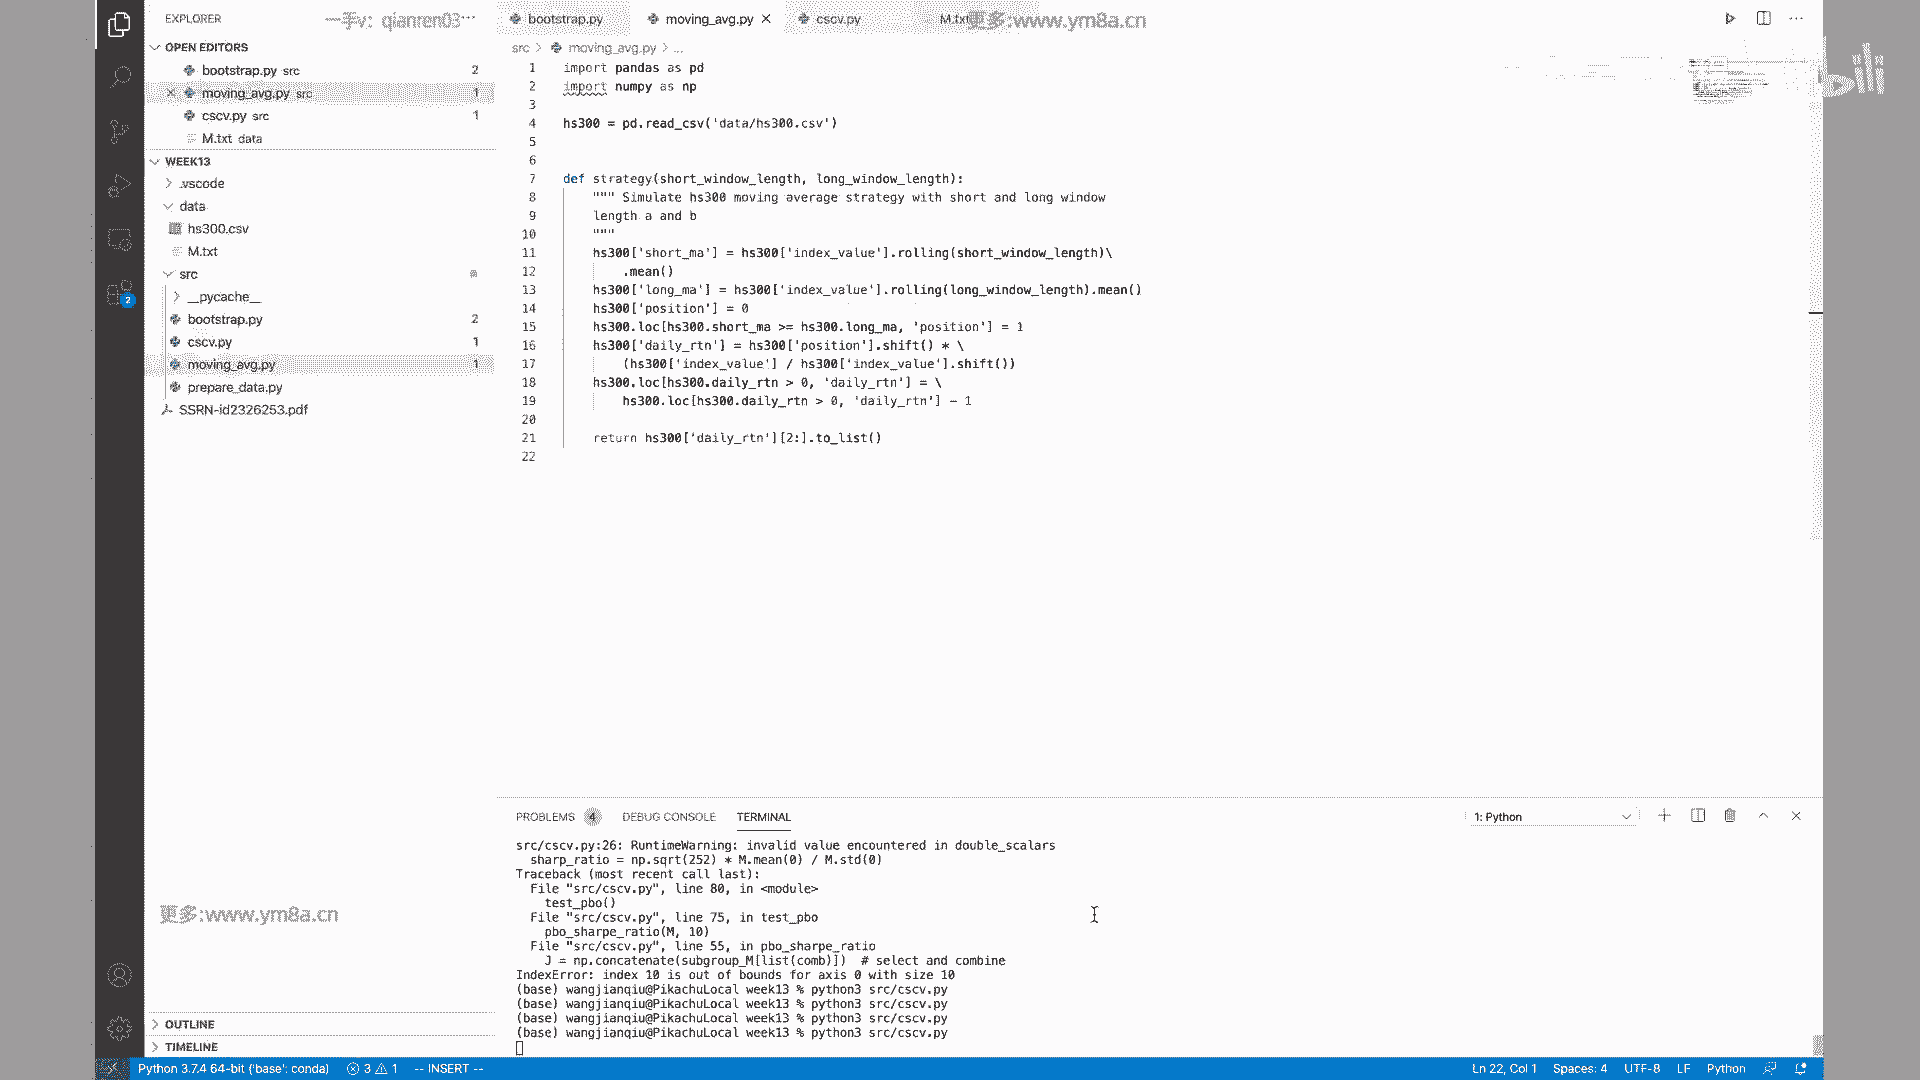 EXPLORER
一手v: qianren03
OPEN EDITORS
bootstrap.py src 2
moving_avg.py src 1
cscv.py src 1
M.txt data
WEEK13
.vscode
data
hs300.csv
M.txt
src
__pycache__
bootstrap.py 2
cscv.py 1
moving_avg.py 1
prepare_data.py
SSRN-id2326253.pdf
更多:www.ym8a.cn
OUTLINE
TIMELINE
bootstrap.py moving_avg.py cscv.py M.txt
更多:www.ym8a.cn
src > moving_avg.py > ...
1 import pandas as pd
2 import numpy as np
3
4 hs300 = pd.read_csv('data/hs300.csv')
5
6
7 def strategy(short_window_length, long_window_length):
8 """ Simulate hs300 moving average strategy with short and long window
9 length a and b
10 """
11 hs300['short_ma'] = hs300['index_value'].rolling(short_window_length)\
12 .mean()
13 hs300['long_ma'] = hs300['index_value'].rolling(long_window_length).mean()
14 hs300['position'] = 0
15 hs300.loc[hs300.short_ma >= hs300.long_ma, 'position'] = 1
16 hs300['daily_rtn'] = hs300['position'].shift() * \
17 (hs300['index_value'] / hs300['index_value'].shift())
18 hs300.loc[hs300.daily_rtn > 0, 'daily_rtn'] = \
19 hs300.loc[hs300.daily_rtn > 0, 'daily_rtn'] - 1
20
21 return hs300['daily_rtn'][2:].to_list()
22
bili
PROBLEMS 4 DEBUG CONSOLE TERMINAL 1: Python
src/cscv.py:26: RuntimeWarning: invalid value encountered in double_scalars
sharp_ratio = np.sqrt(252) * M.mean(0) / M.std(0)
Traceback (most recent call last):
File "src/cscv.py", line 80, in <module>
test_pbo()
File "src/cscv.py", line 75, in test_pbo
pbo_sharpe_ratio(M, 10)
File "src/cscv.py", line 55, in pbo_sharpe_ratio
J = np.concatenate(subgroup_M[list(comb)]) # select and combine
IndexError: index 10 is out of bounds for axis 0 with size 10
(base) wangjianqiu@PikachuLocal week13 % python3 src/cscv.py
(base) wangjianqiu@PikachuLocal week13 % python3 src/cscv.py
(base) wangjianqiu@PikachuLocal week13 % python3 src/cscv.py
(base) wangjianqiu@PikachuLocal week13 % python3 src/cscv.py
2
Python 3.7.4 64-bit ('base': conda) 3 1 -- INSERT -- Ln 22, Col 1 Spaces: 4 UTF-8 LF Python